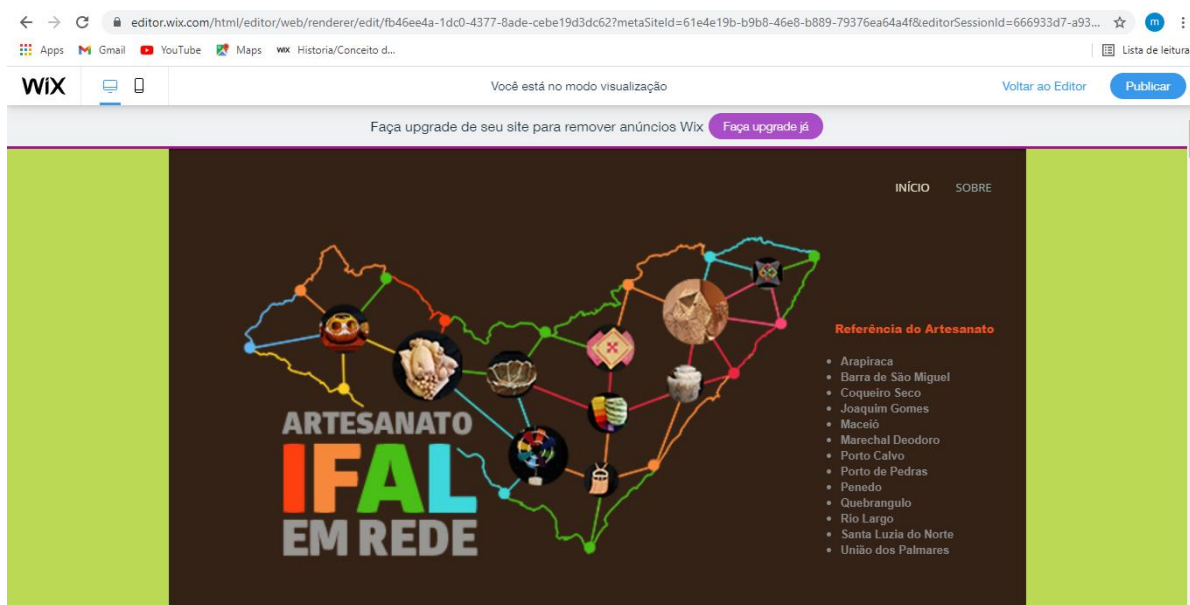 editor.wix.com/html/editor/web/renderer/edit/fb46ee4a-1dc0-4377-8ade-cebe19d3dc62?metaSiteId=61e4e19b-b9b8-46e8-b889-79376ea64a4f&editorSessionId=666933d7-a93...
m
Apps Gmail YouTube Maps WiX Historia/Conceito d... Lista de leitura
WiX Você está no modo visualização Voltar ao Editor Publicar
Faça upgrade de seu site para remover anúncios Wix Faça upgrade já
INÍCIO SOBRE
ARTESANATO
IFAL
EM REDE
Referência do Artesanato
Arapiraca
Barra de São Miguel
Coqueiro Seco
Joaquim Gomes
Maceió
Marechal Deodoro
Porto Calvo
Porto de Pedras
Penedo
Quebrangulo
Rio Largo
Santa Luzia do Norte
União dos Palmares